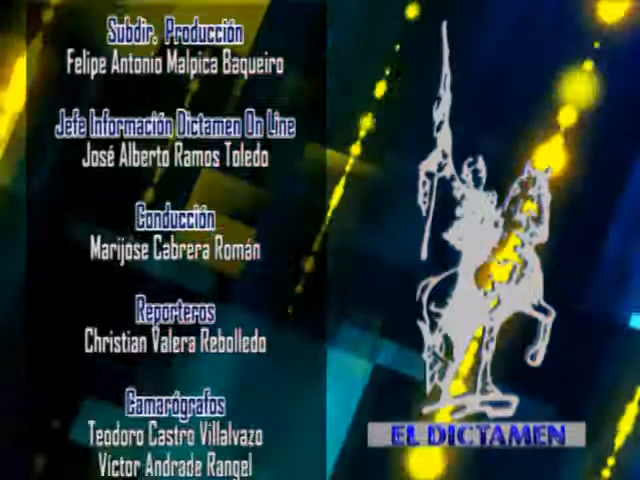 Subdir. Producción
Felipe Antonio Malpica Baqueiro
Jefe Información Dictamen On Line
José Alberto Ramos Toledo
Conducción
Marijose Cabrera Román
Reporteros
Christian Valera Rebolledo
Camarógrafos
Teodoro Castro Villalvazo
Víctor Andrade Rangel
EL DICTAMEN